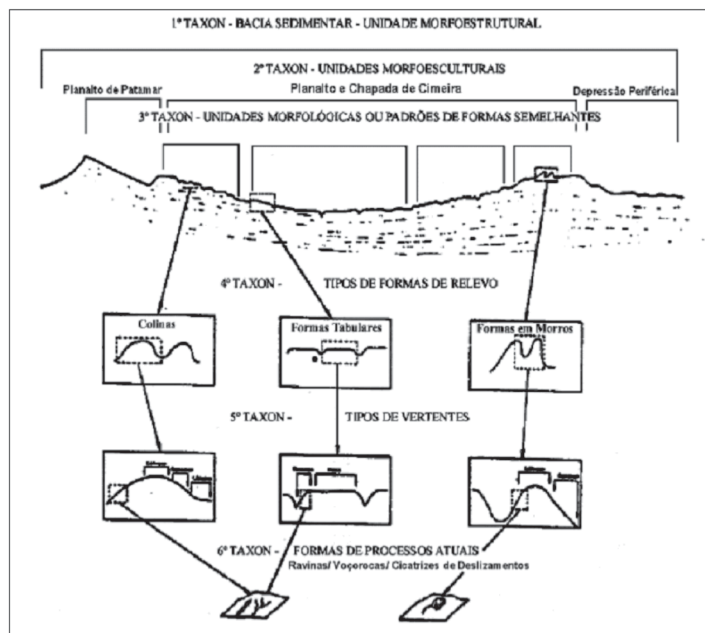 1º TAXON - BACIA SEDIMENTAR - UNIDADE MORFOESTRUTURAL
2º TAXON - UNIDADES MORFOESCULTURAIS
Planalto de Patamar
Planalto e Chapada de Cimeira
Depressão Periférica
3º TAXON - UNIDADES MORFOLÓGICAS OU PADRÕES DE FORMAS SEMELHANTES
4º TAXON - TIPOS DE FORMAS DE RELEVO
Colinas
Formas Tabulares
Formas em Morros
5º TAXON - TIPOS DE VERTENTES
6º TAXON - FORMAS DE PROCESSOS ATUAIS
Ravinas/ Voçorocas/ Cicatrizes de Deslizamentos